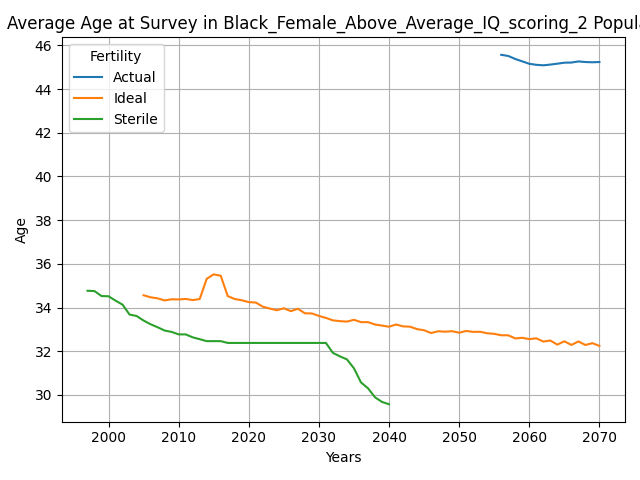 Average Age at Survey in Black_Female_Above_Average_IQ_scoring_2 Popul
Fertility
Actual
Ideal
Sterile
46
44
42
40
38
36
34
32
30
Age
2000 2010 2020 2030 2040 2050 2060 2070
Years